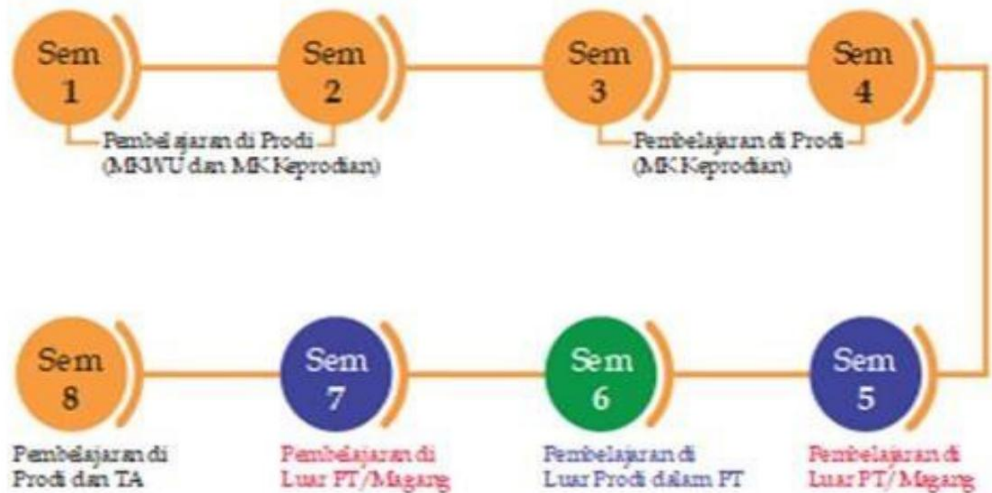 Sem
1
Sem
2
Sem
3
Sem
4
Pembelajaran di Prodi
(MKWU dan MK Keprodian)
Pembelajaran di Prodi
(MK Keprodian)
Sem
8
Sem
7
Sem
6
Sem
5
Pembelajaran di
Prodi dan TA
Pembelajaran di
Luar PT/Magang
Pembelajaran di
Luar Prodi dalam PT
Pembelajaran di
Luar PT/Magang